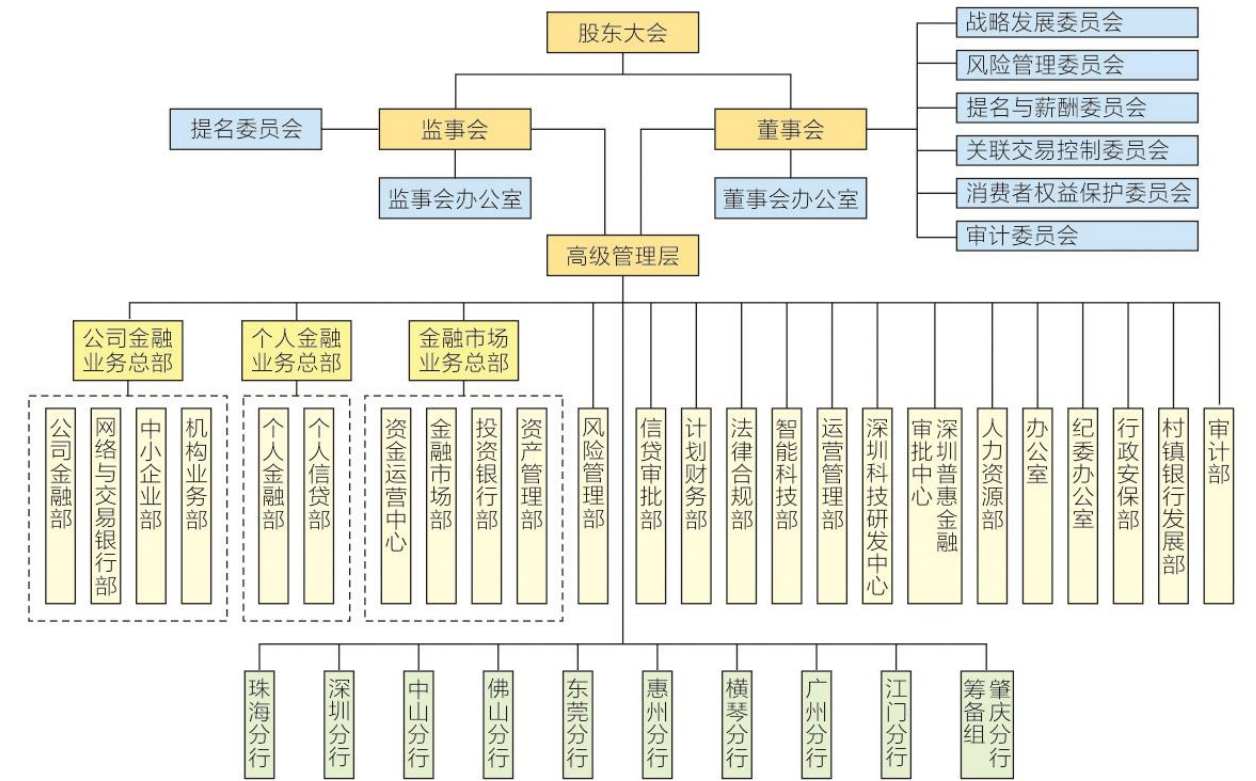 股东大会
战略发展委员会
风险管理委员会
提名与薪酬委员会
关联交易控制委员会
消费者权益保护委员会
审计委员会
提名委员会
监事会
董事会
监事会办公室
董事会办公室
高级管理层
公司金融
业务总部
个人金融
业务总部
金融市场
业务总部
公司金融部
网络与交易银行部
中小企业部
机构业务部
个人金融部
个人信贷部
资金运营中心
金融市场部
投资银行部
资产管理部
风险管理部
信贷审批部
计划财务部
法律合规部
智能科技部
运营管理部
深圳科技研发中心
深圳普惠金融
审批中心
人力资源部
办公室
纪委办公室
行政安保部
村镇银行发展部
审计部
珠海分行
深圳分行
中山分行
佛山分行
东莞分行
惠州分行
横琴分行
广州分行
江门分行
肇庆分行
筹备组